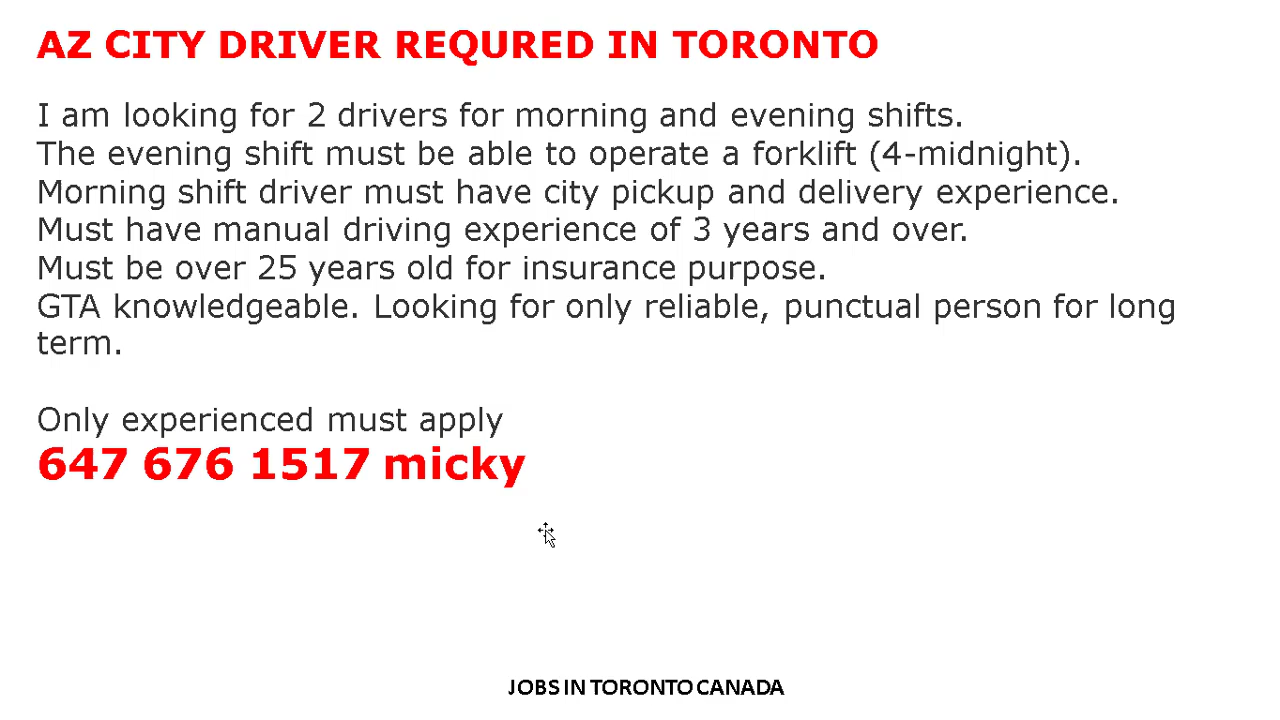 AZ CITY DRIVER REQURED IN TORONTO
I am looking for 2 drivers for morning and evening shifts.
The evening shift must be able to operate a forklift (4-midnight).
Morning shift driver must have city pickup and delivery experience.
Must have manual driving experience of 3 years and over.
Must be over 25 years old for insurance purpose.
GTA knowledgeable. Looking for only reliable, punctual person for long
term.
Only experienced must apply
647 676 1517 micky
JOBS IN TORONTO CANADA